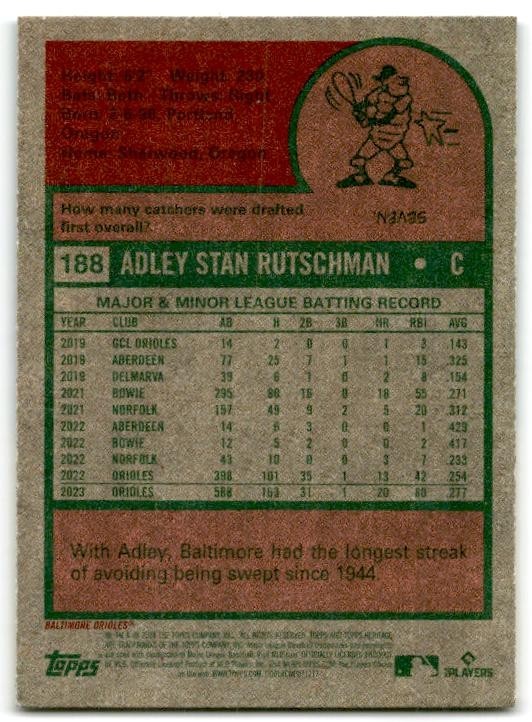 Height: 6'2" Weight: 230
Bats: Both Throws: Right
Born: 2-6-98, Portland,
Oregon
Home: Sherwood, Oregon
How many catchers were drafted
first overall?
188 ADLEY STAN RUTSCHMAN • C
MAJOR & MINOR LEAGUE BATTING RECORD
YEAR CLUB AB H 2B 3B HR RBI AVG
2019 GCL ORIOLES 14 2 0 0 1 3 .143
2019 ABERDEEN 77 25 7 1 1 15 .325
2019 DELMARVA 39 6 1 0 2 8 .154
2021 BOWIE 295 80 16 0 18 55 .271
2021 NORFOLK 157 49 9 2 5 20 .312
2022 ABERDEEN 14 6 3 0 1 .429
2022 BOWIE 12 5 2 0 0 2 .417
2022 NORFOLK 43 10 0 0 3 7 .233
2022 ORIOLES 398 101 35 1 13 42 .254
2023 ORIOLES 588 163 31 1 20 80 .277
With Adley, Baltimore had the longest streak
of avoiding being swept since 1944.
BALTIMORE ORIOLES
topps
PLAYERS